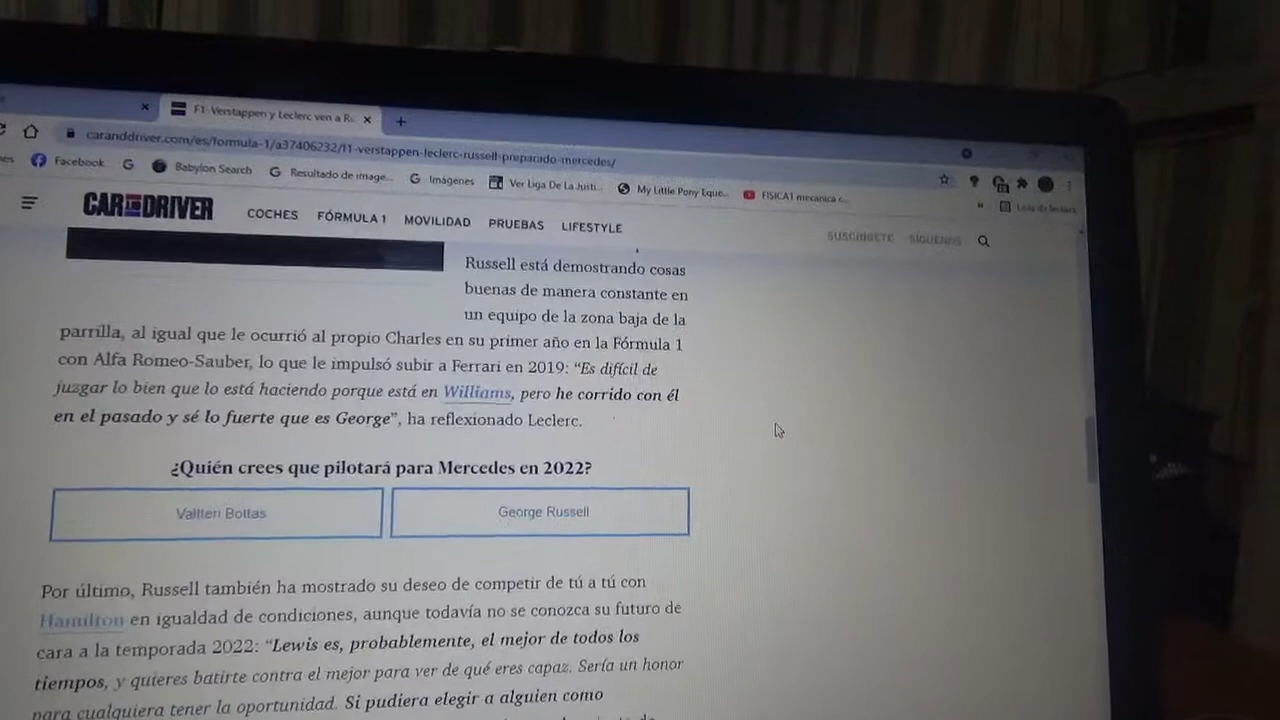 F1: Verstappen y Leclerc ven a Ru
caranddriver.com/es/formula-1/a37406232/f1-verstappen-leclerc-russell-preparado-mercedes/
Facebook Babylon Search Resultado de image... Imágenes Ver Liga De La Justi... My Little Pony Eque... FISICA1 mecanica c... Lista de lectura
CAR AND DRIVER COCHES FÓRMULA 1 MOVILIDAD PRUEBAS LIFESTYLE SUSCRÍBETE SÍGUENOS
Russell está demostrando cosas
buenas de manera constante en
un equipo de la zona baja de la
parrilla, al igual que le ocurrió al propio Charles en su primer año en la Fórmula 1
con Alfa Romeo-Sauber, lo que le impulsó subir a Ferrari en 2019: “Es difícil de
juzgar lo bien que lo está haciendo porque está en Williams, pero he corrido con él
en el pasado y sé lo fuerte que es George”, ha reflexionado Leclerc.
¿Quién crees que pilotará para Mercedes en 2022?
Valtteri Bottas George Russell
Por último, Russell también ha mostrado su deseo de competir de tú a tú con
Hamilton en igualdad de condiciones, aunque todavía no se conozca su futuro de
cara a la temporada 2022: “Lewis es, probablemente, el mejor de todos los
tiempos, y quieres batirte contra el mejor para ver de qué eres capaz. Sería un honor
para cualquiera tener la oportunidad. Si pudiera elegir a alguien como